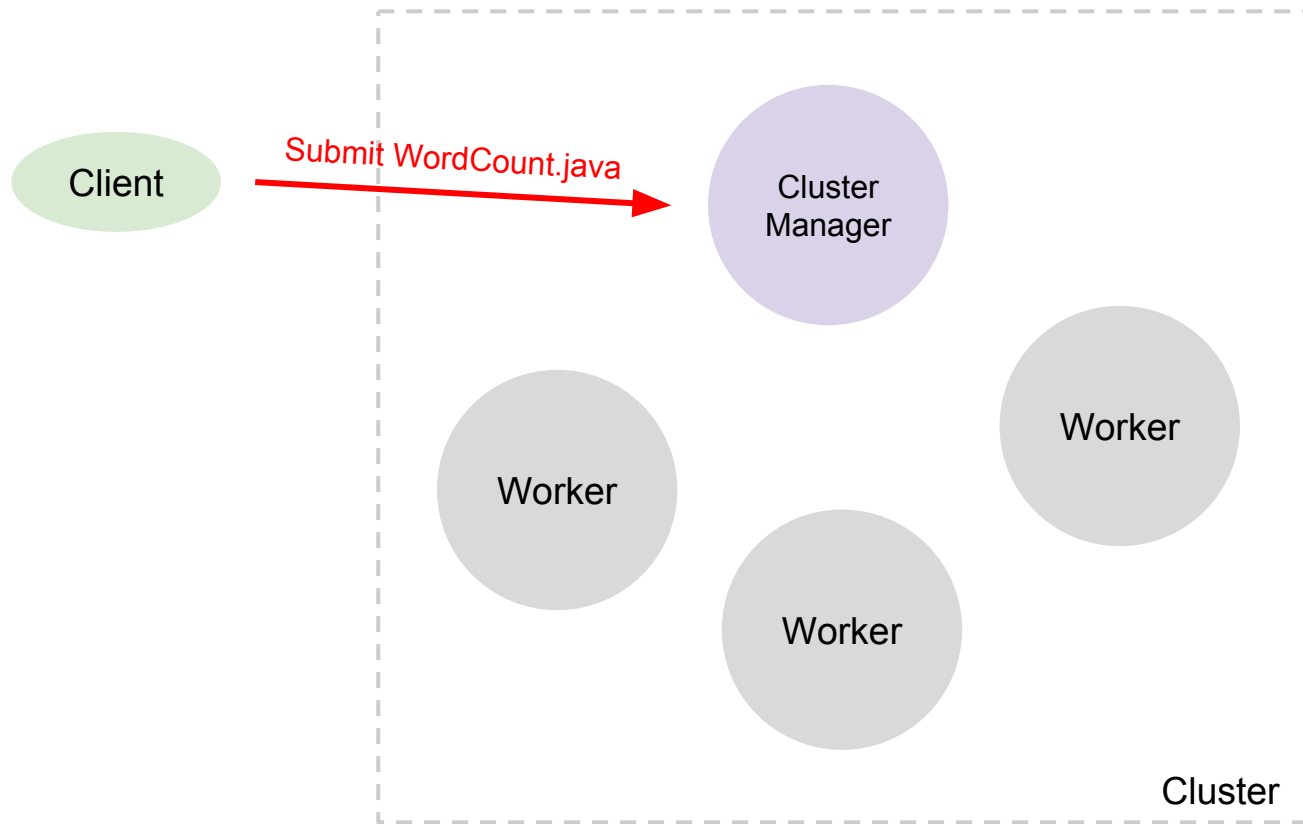 Submit WordCount.java
Client
Cluster
Manager
Worker
Worker
Worker
Cluster